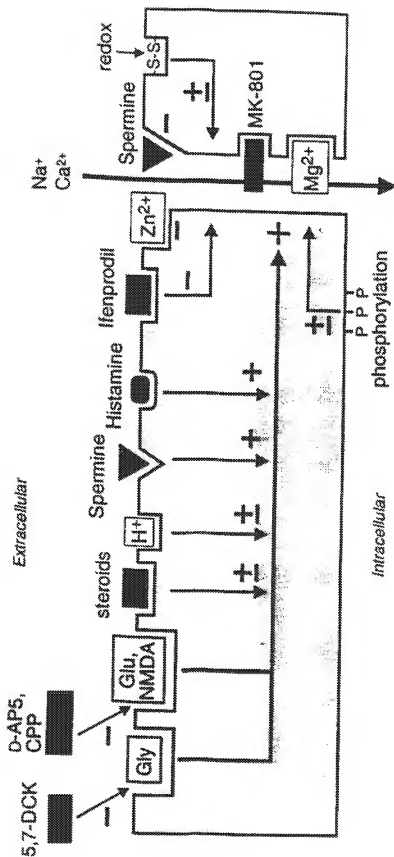 Extracellular
Intracellular
5,7-DCK
D-AP5,
CPP
Gly
Glu,
NMDA
steroids
H⁺
Spermine
Histamine
Ifenprodil
Zn²⁺
Na⁺
Ca²⁺
Spermine
redox
-S-S-
MK-801
Mg²⁺
− − ± ± + + − − − ± + ±
P P P
phosphorylation